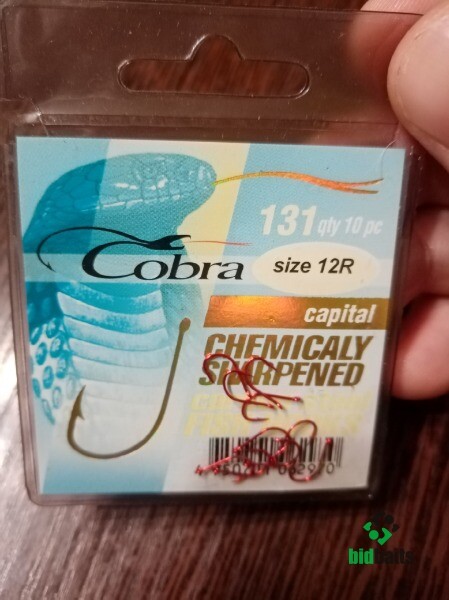 131 qty 10 pc
Cobra
size 12R
capital
CHEMICALY
SHARPENED
bidbaits